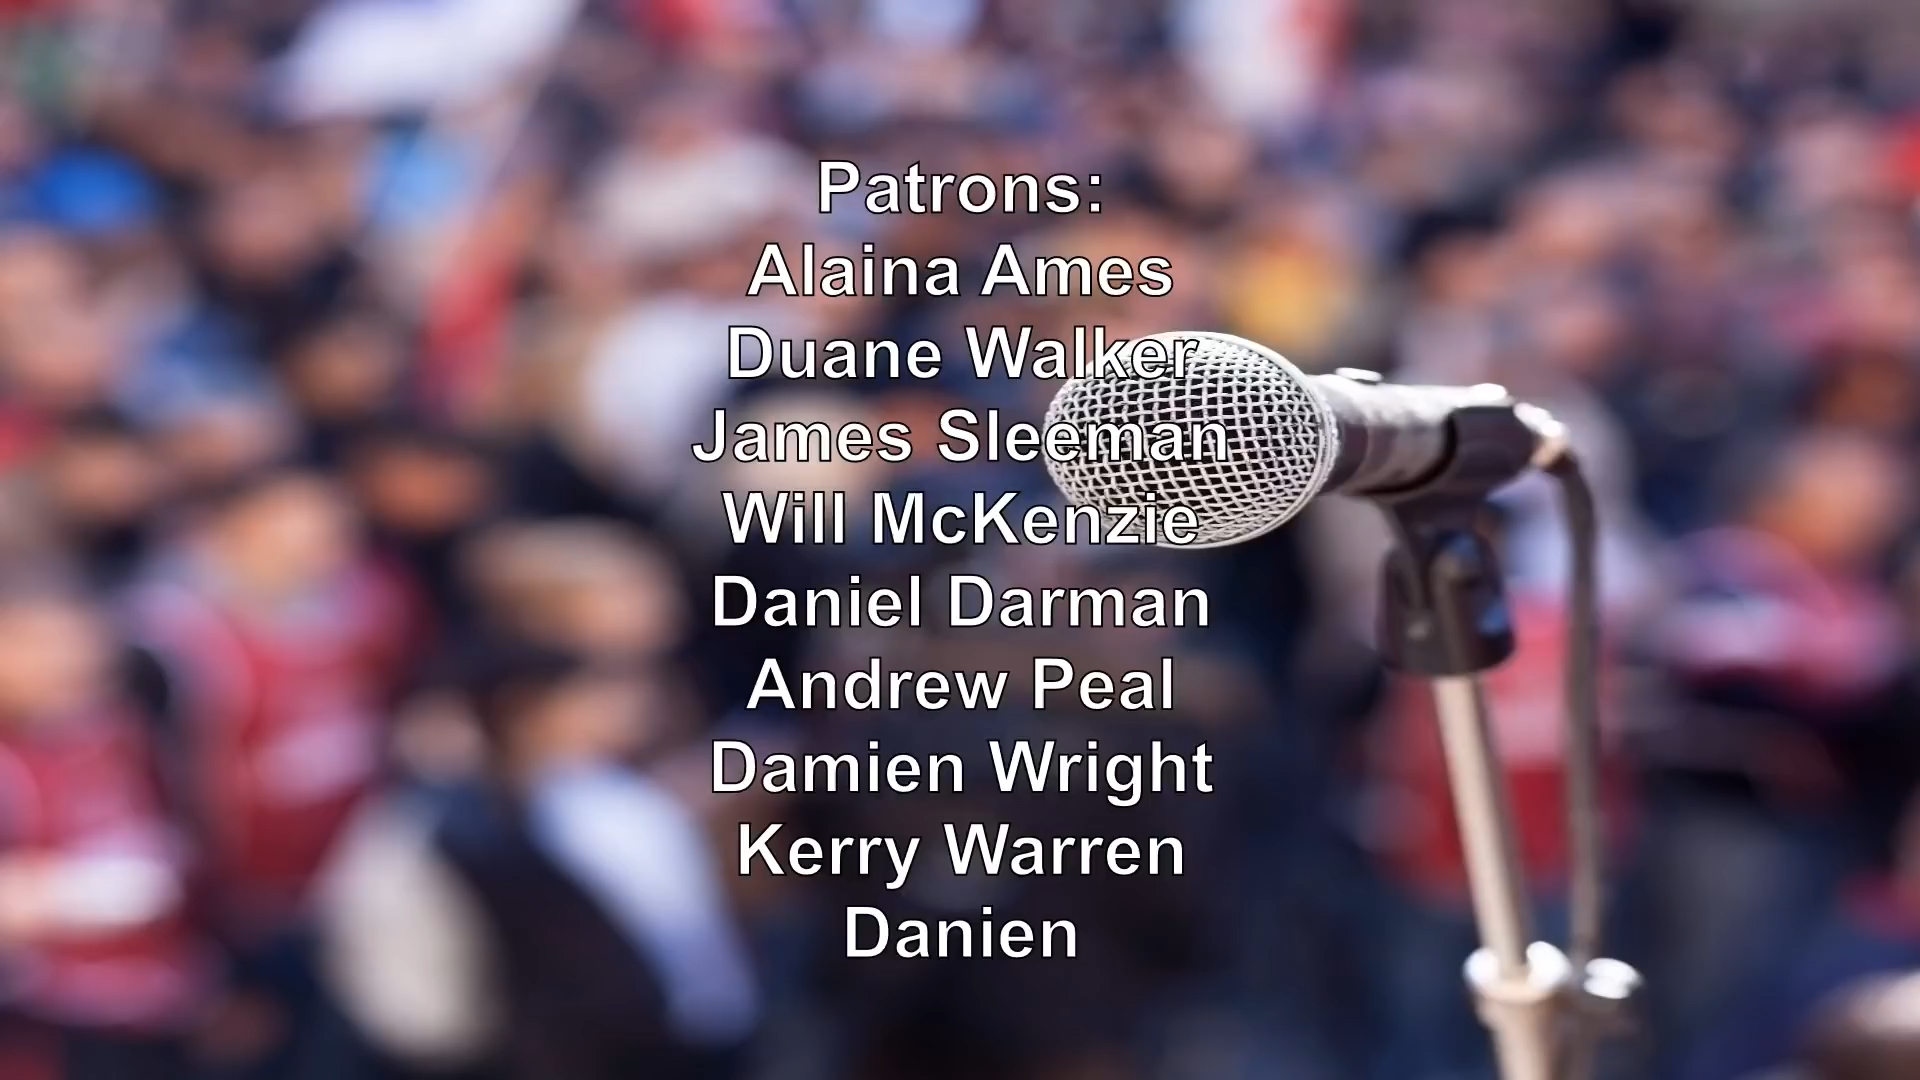 Patrons:
Alaina Ames
Duane Walker
James Sleeman
Will McKenzie
Daniel Darman
Andrew Peal
Damien Wright
Kerry Warren
Danien